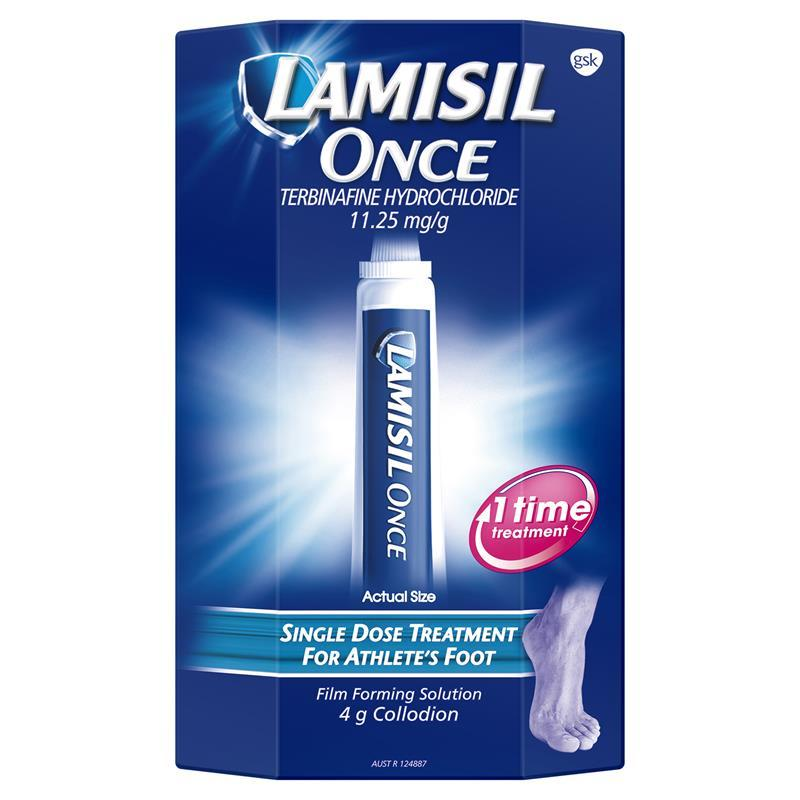 gsk
LAMISIL
ONCE
TERBINAFINE HYDROCHLORIDE
11.25 mg/g
LAMISIL ONCE
1 time
treatment
Actual Size
SINGLE DOSE TREATMENT
FOR ATHLETE'S FOOT
Film Forming Solution
4 g Collodion
AUST R 124887